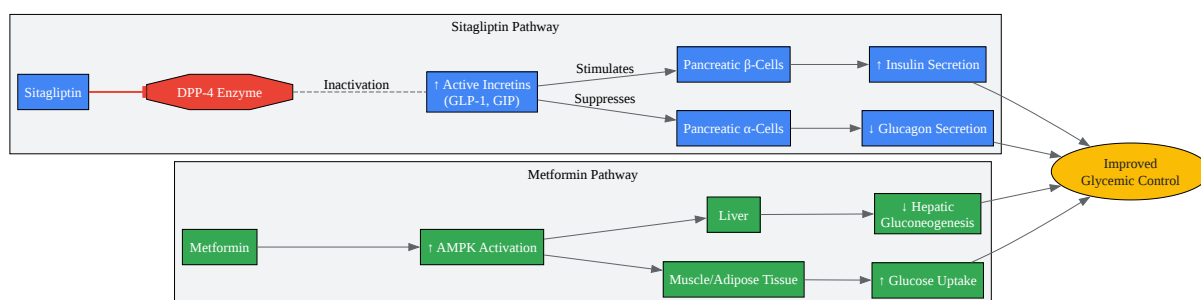 Sitagliptin Pathway
Sitagliptin
DPP-4 Enzyme
Inactivation
↑ Active Incretins
(GLP-1, GIP)
Stimulates
Suppresses
Pancreatic β-Cells
↑ Insulin Secretion
Pancreatic α-Cells
↓ Glucagon Secretion
Improved
Glycemic Control
Metformin Pathway
Metformin
↑ AMPK Activation
Liver
↓ Hepatic
Gluconeogenesis
Muscle/Adipose Tissue
↑ Glucose Uptake